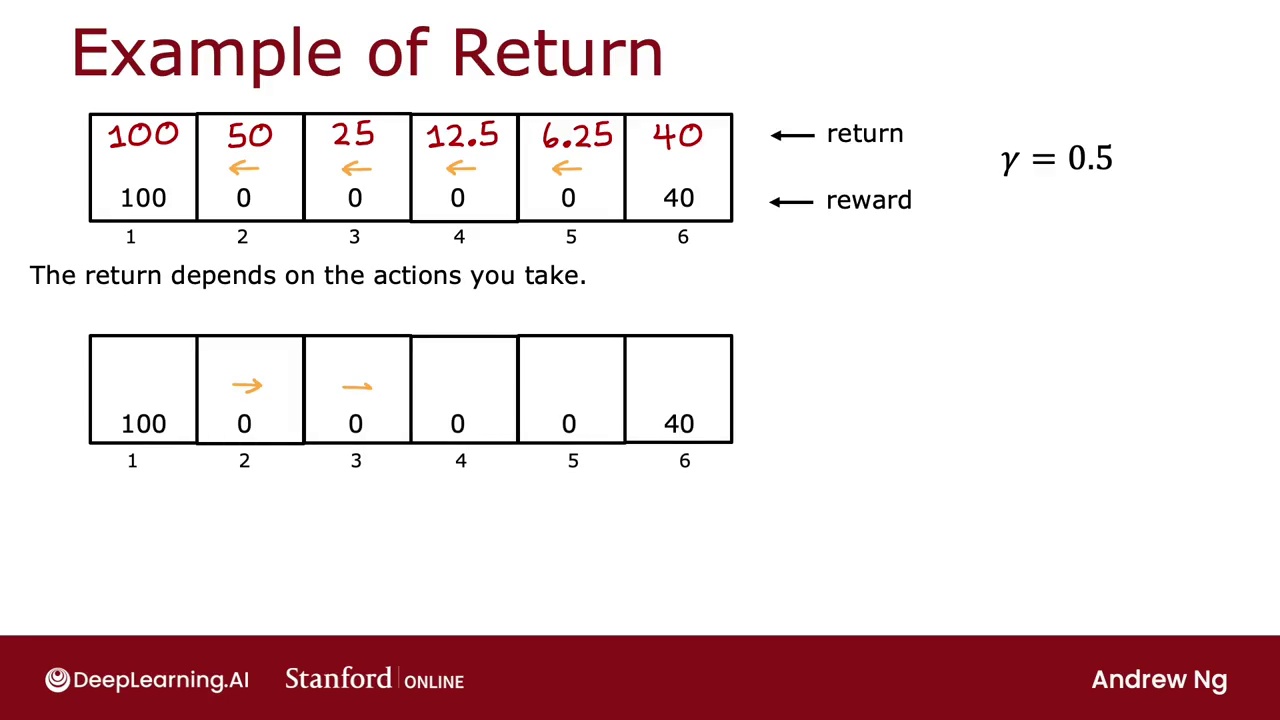 Example of Return
100 50 25 12.5 6.25 40 ← return
← ← ← ←
γ = 0.5
100 0 0 0 0 40 ← reward
1 2 3 4 5 6
The return depends on the actions you take.
→ →
100 0 0 0 0 40
1 2 3 4 5 6
DeepLearning.AI Stanford | ONLINE Andrew Ng